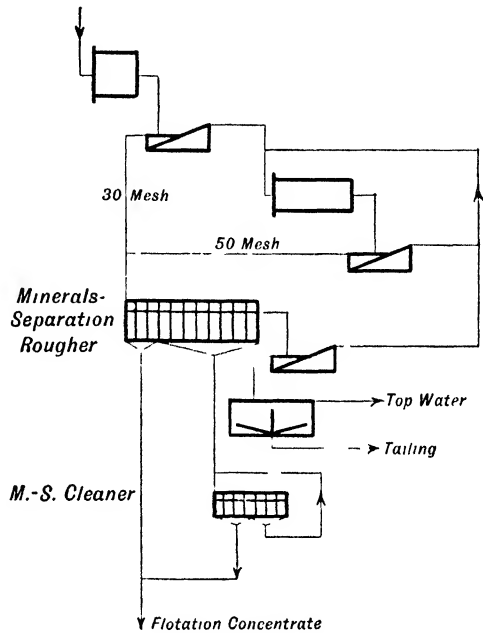 30 Mesh
50 Mesh
Minerals-
Separation
Rougher
Top Water
Tailing
M.-S. Cleaner
Flotation Concentrate